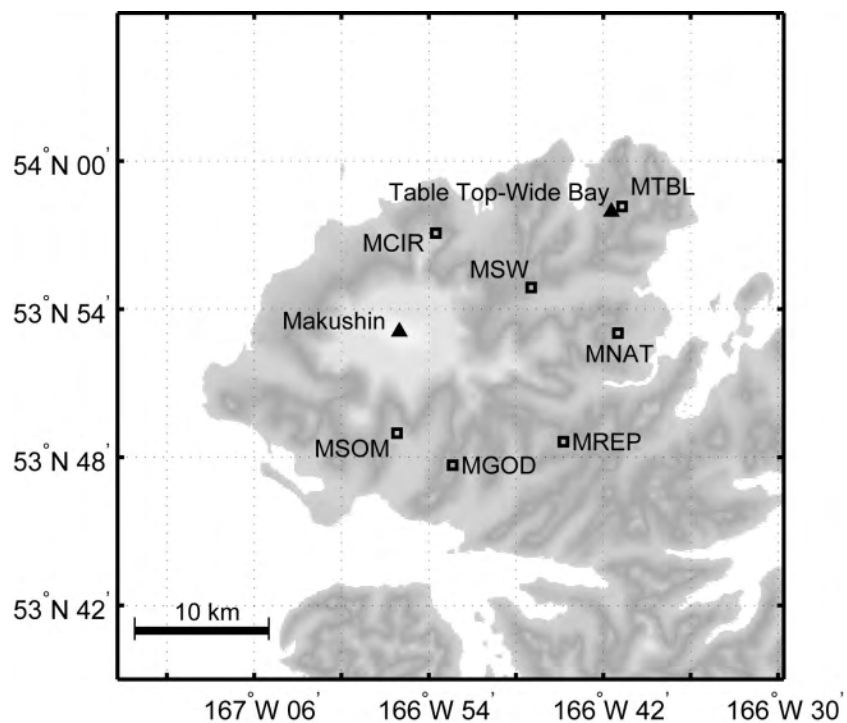 54° N 00'
Table Top-Wide Bay
MTBL
MCIR
MSW
53° N 54'
Makushin
MNAT
MSOM
MGOD
MREP
53° N 48'
53° N 42'
10 km
167° W 06'
166° W 54'
166° W 42'
166° W 30'